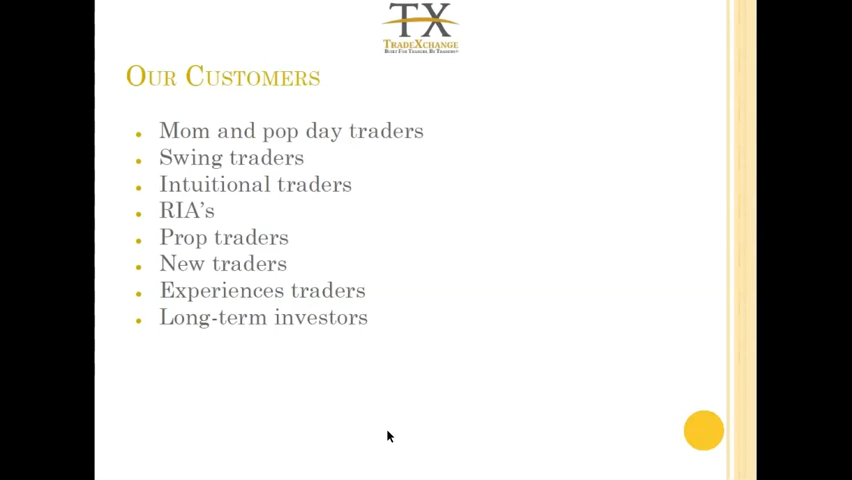 TX
TRADEXCHANGE
BUILT FOR TRADERS, BY TRADERS
OUR CUSTOMERS
Mom and pop day traders
Swing traders
Intuitional traders
RIA's
Prop traders
New traders
Experiences traders
Long-term investors